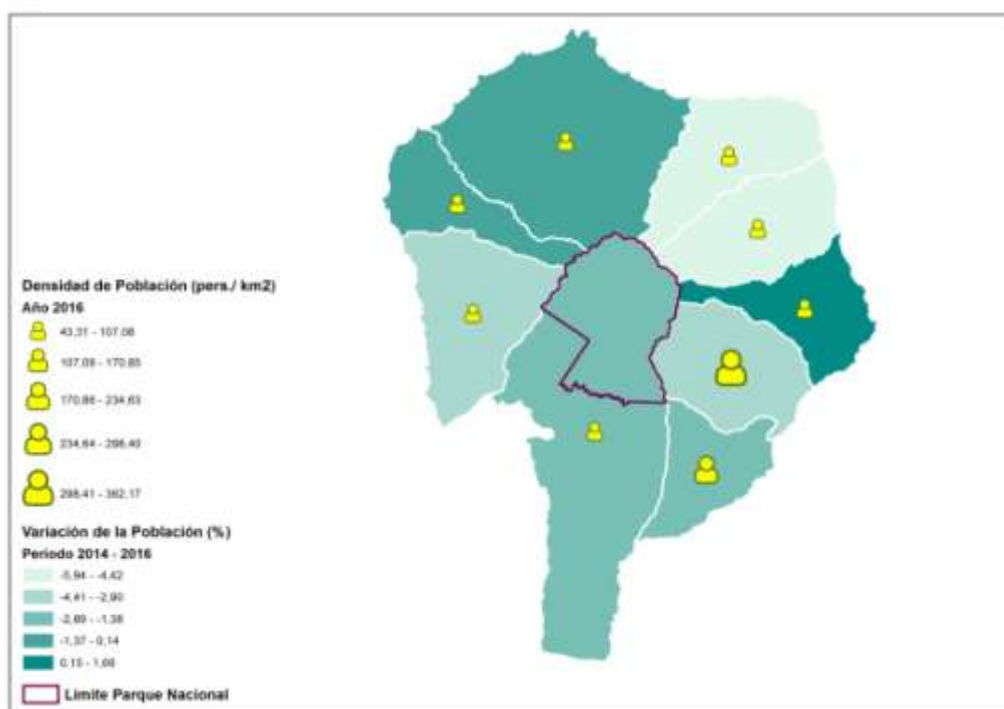 Densidad de Población (pers./ km2)
Año 2016
43,31 - 107,08
107,09 - 170,85
170,86 - 234,63
234,64 - 298,40
298,41 - 362,17
Variación de la Población (%)
Periodo 2014 - 2016
-5,94 - -4,42
-4,41 - -2,90
-2,89 - -1,38
-1,37 - 0,14
0,15 - 1,66
Límite Parque Nacional